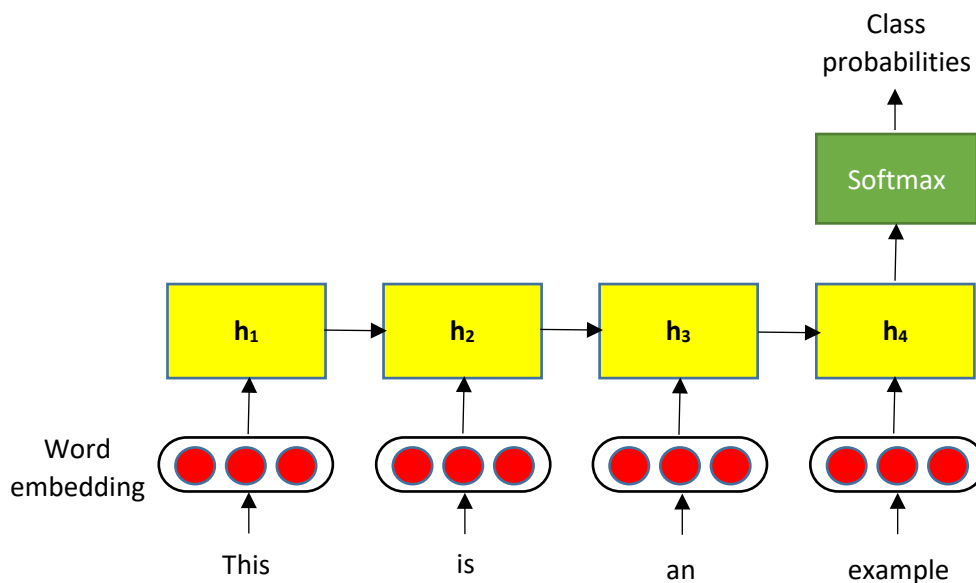 Class
probabilities
Softmax
h₁ h₂ h₃ h₄
Word
embedding
This is an example